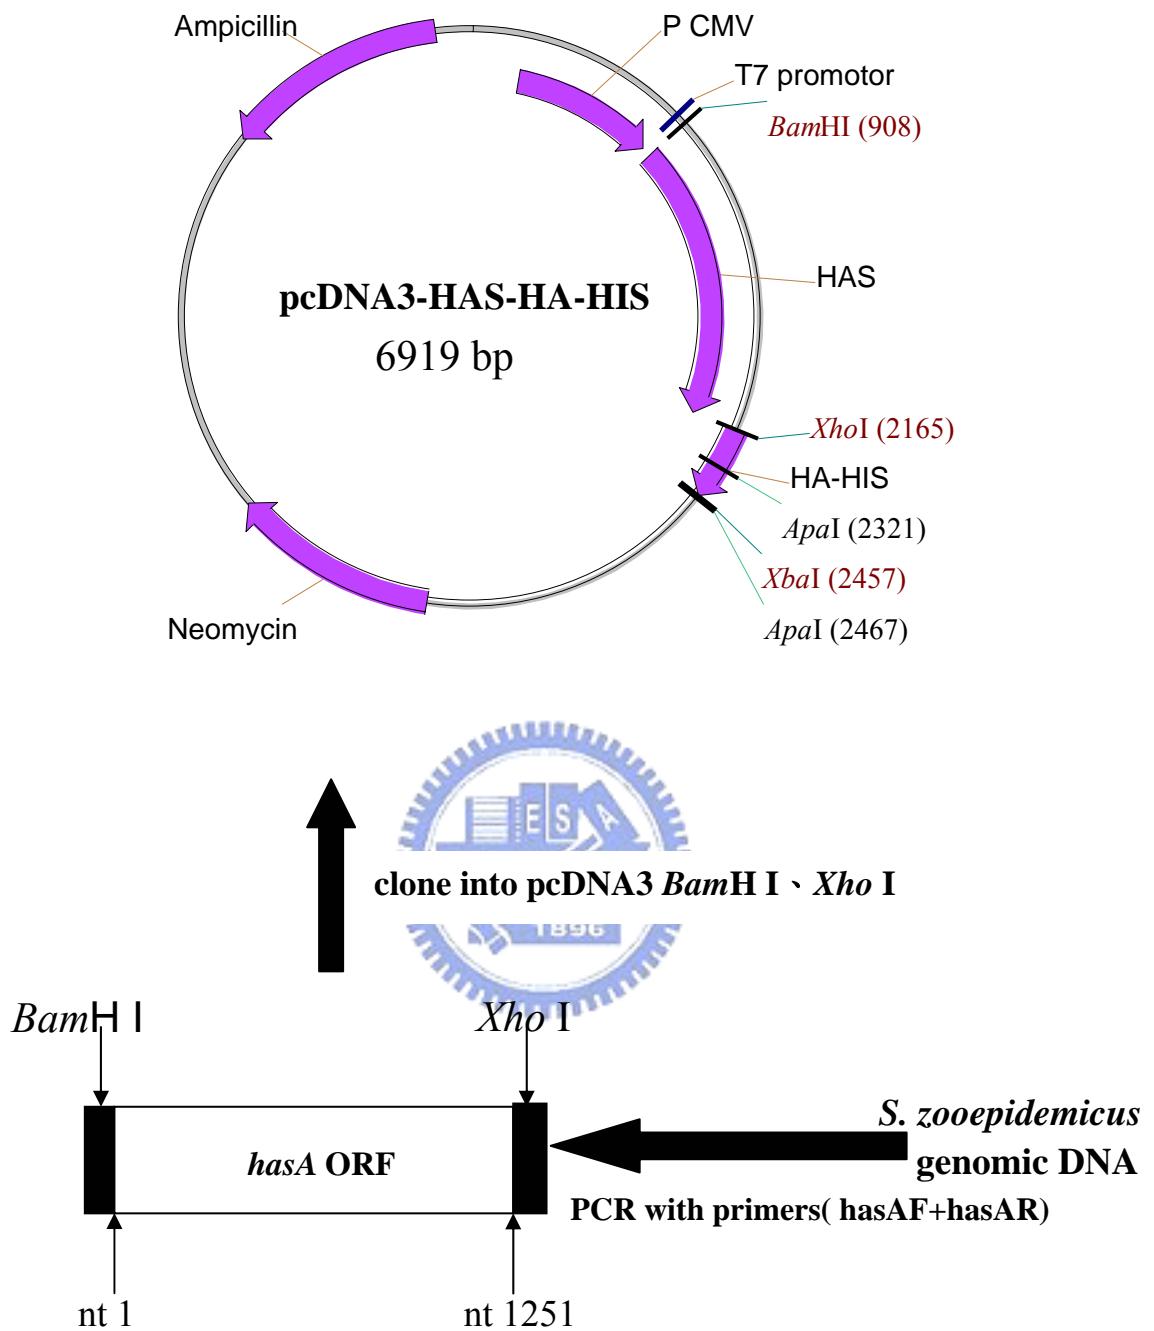 Ampicillin
P CMV
T7 promotor
BamHI (908)
HAS
pcDNA3-HAS-HA-HIS
6919 bp
XhoI (2165)
HA-HIS
ApaI (2321)
XbaI (2457)
ApaI (2467)
Neomycin
E S A
clone into pcDNA3 BamH I、Xho I
1896
BamH I
Xho I
hasA ORF
S. zooepidemicus
genomic DNA
PCR with primers( hasAF+hasAR)
nt 1
nt 1251